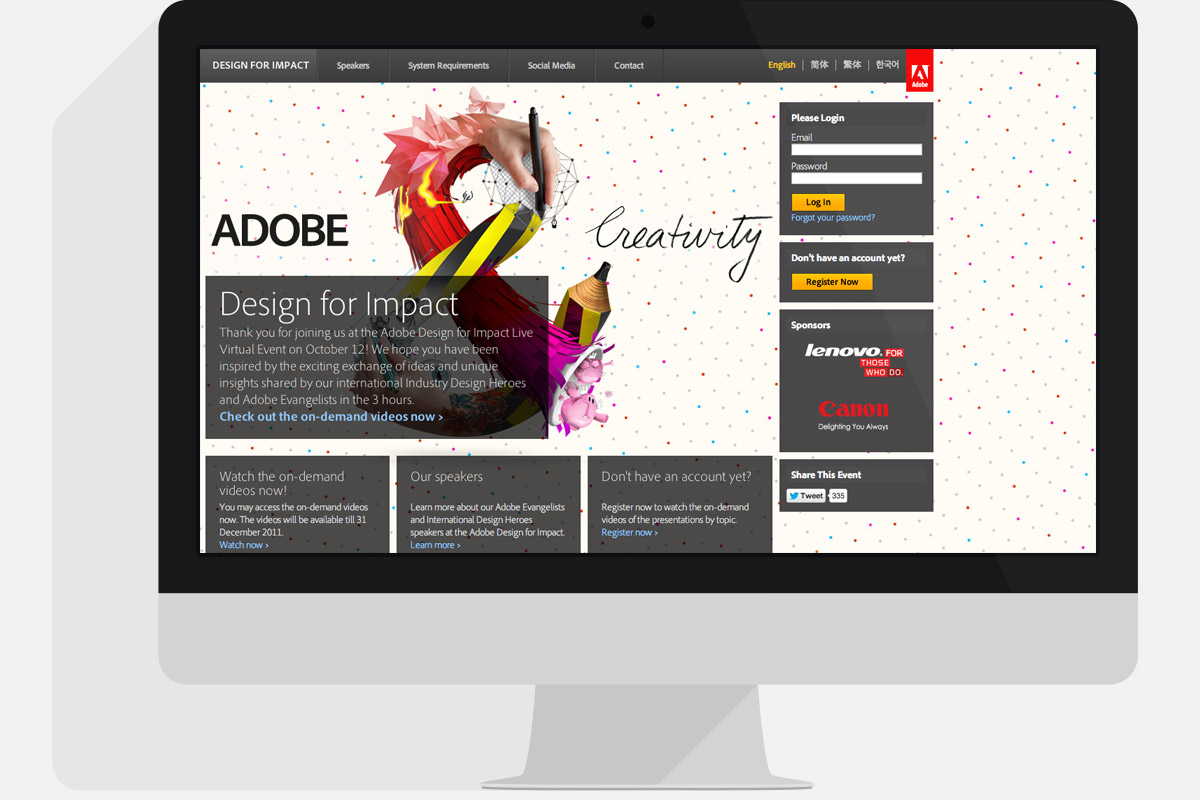 DESIGN FOR IMPACT
Speakers
System Requirements
Social Media
Contact
English | 简体 | 繁体 | 한국어
Adobe
ADOBE
Creativity
Design for Impact
Thank you for joining us at the Adobe Design for Impact Live
Virtual Event on October 12! We hope you have been
inspired by the exciting exchange of ideas and unique
insights shared by our international Industry Design Heroes
and Adobe Evangelists in the 3 hours.
Check out the on-demand videos now >
Watch the on-demand
videos now!
You may access the on-demand videos
now. The videos will be available till 31
December 2011.
Watch now >
Our speakers
Learn more about our Adobe Evangelists
and International Design Heroes
speakers at the Adobe Design for Impact.
Learn more >
Don't have an account yet?
Register now to watch the on-demand
videos of the presentations by topic.
Register now >
Please Login
Email
Password
Log In
Forgot your password?
Don't have an account yet?
Register Now
Sponsors
lenovo. FOR
THOSE
WHO DO.
Canon
Delighting You Always
Share This Event
Tweet 335